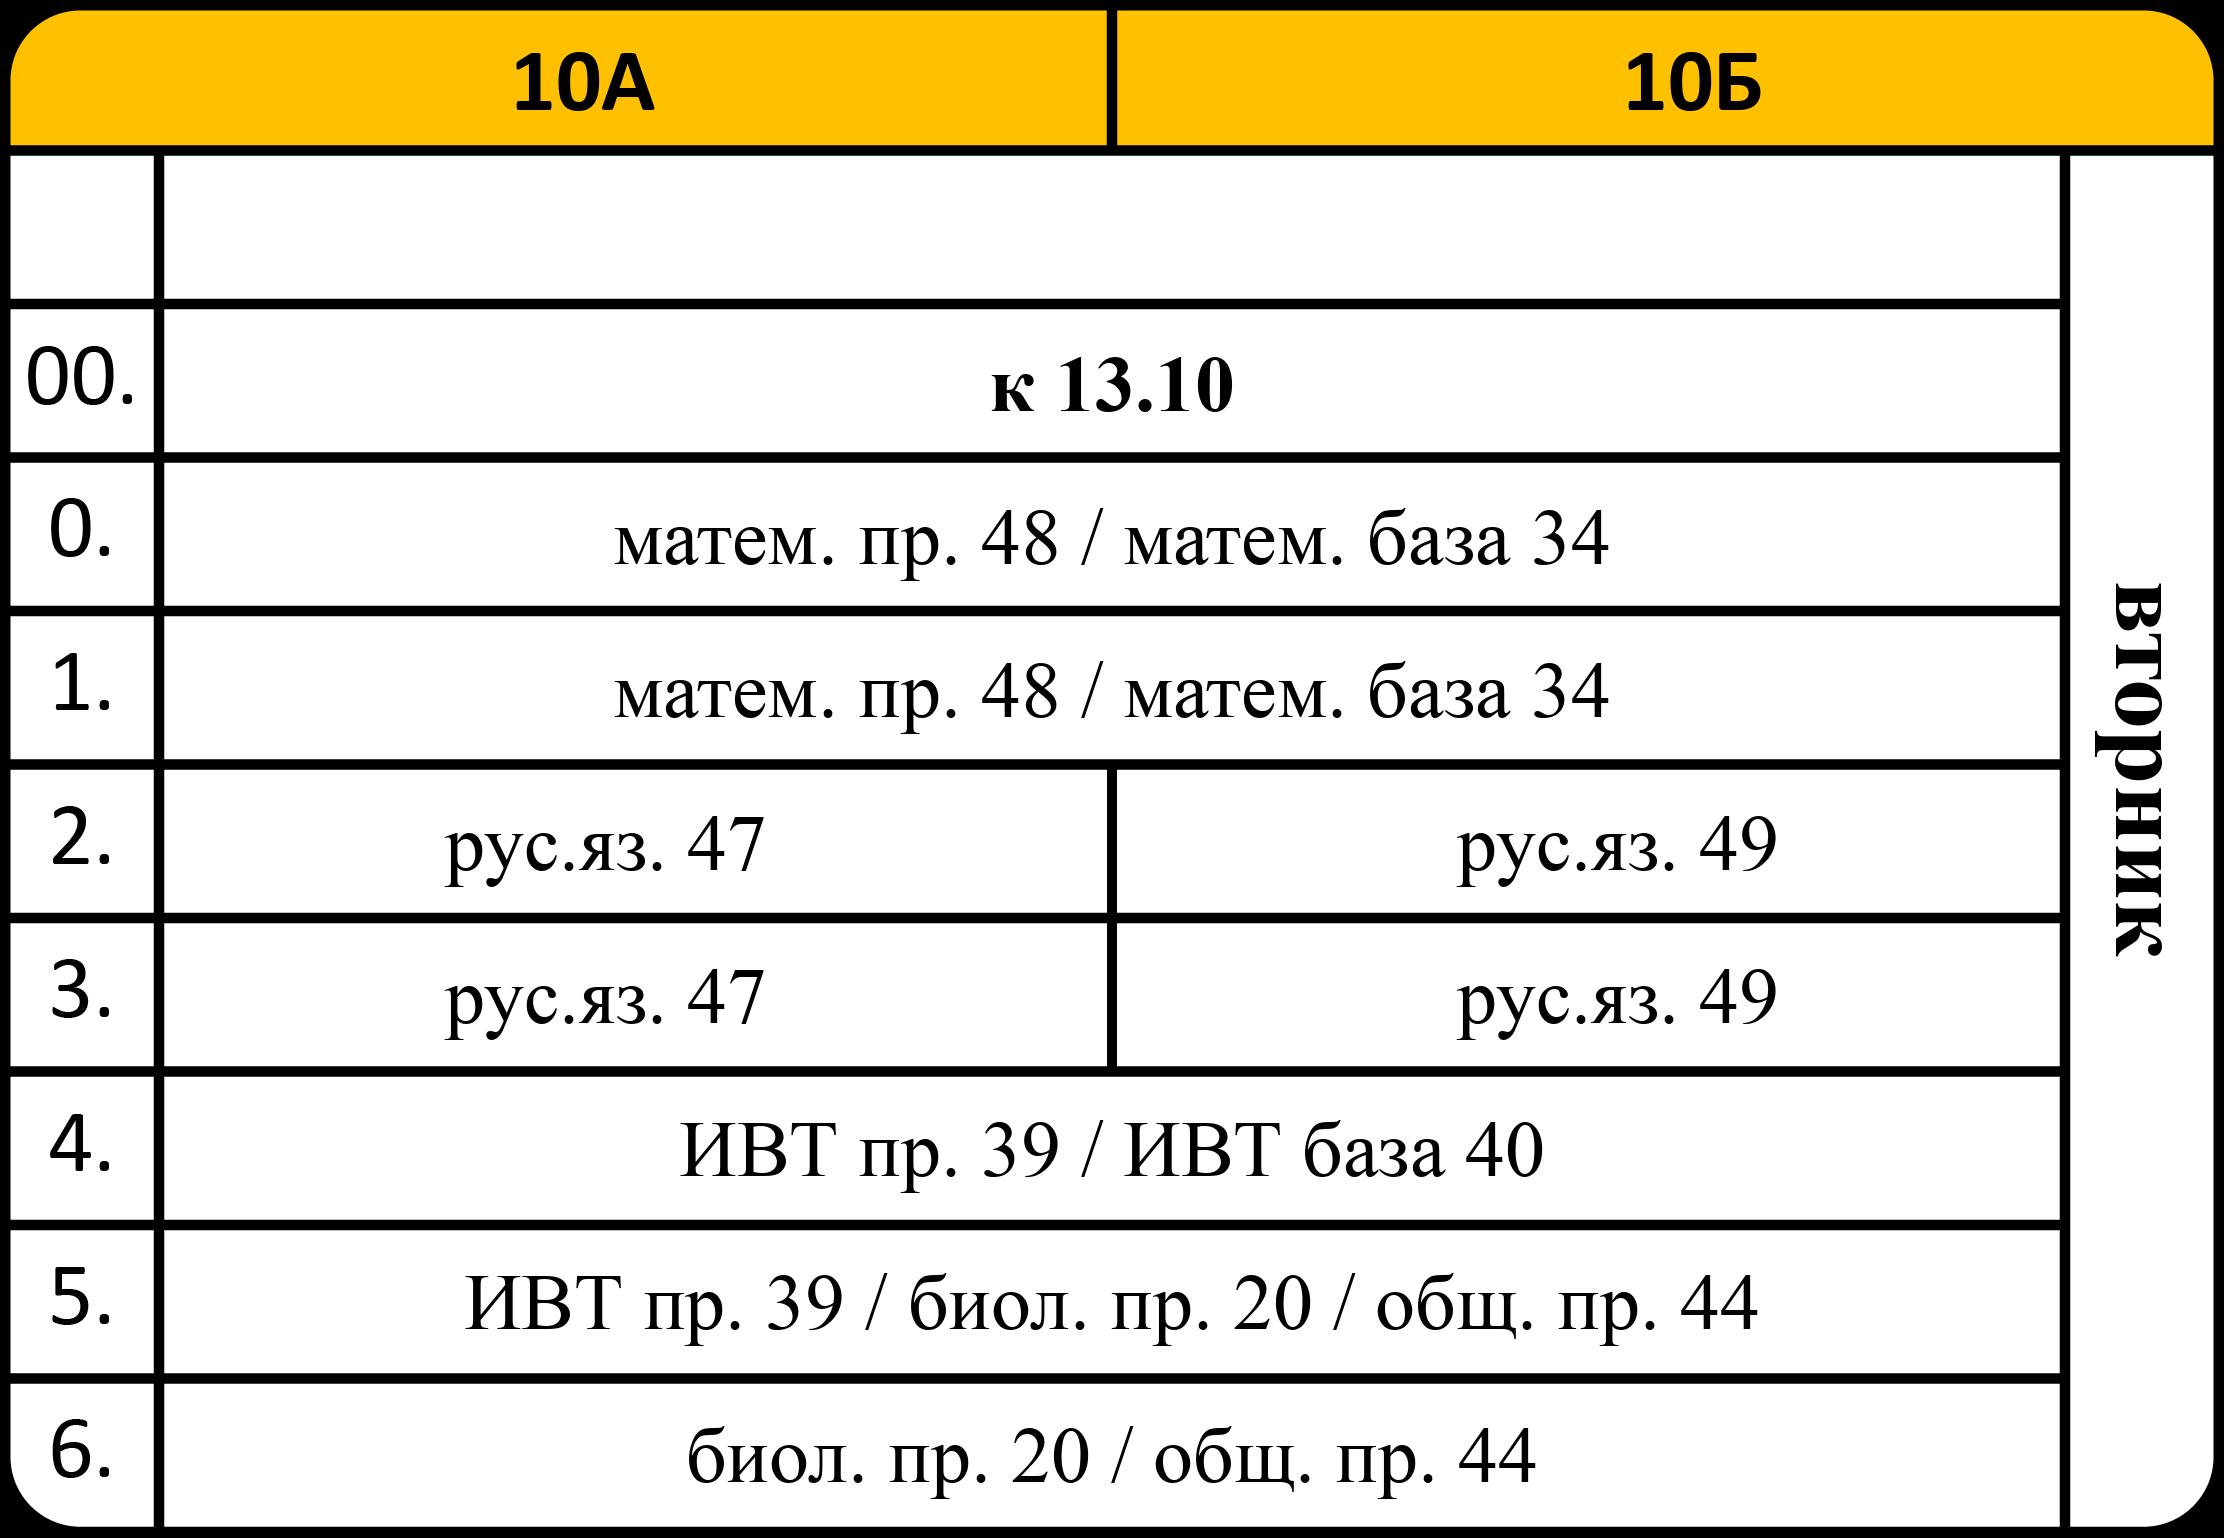 10А 10Б
00. к 13.10
0. матем. пр. 48 / матем. база 34
1. матем. пр. 48 / матем. база 34
2. рус.яз. 47 рус.яз. 49
3. рус.яз. 47 рус.яз. 49
4. ИВТ пр. 39 / ИВТ база 40
5. ИВТ пр. 39 / биол. пр. 20 / общ. пр. 44
6. биол. пр. 20 / общ. пр. 44
вторник